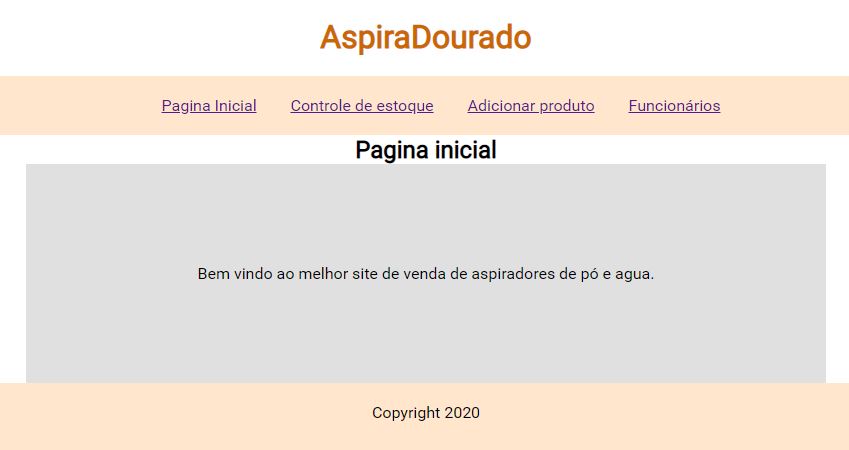 AspiraDourado
Pagina Inicial Controle de estoque Adicionar produto Funcionários
Pagina inicial
Bem vindo ao melhor site de venda de aspiradores de pó e agua.
Copyright 2020